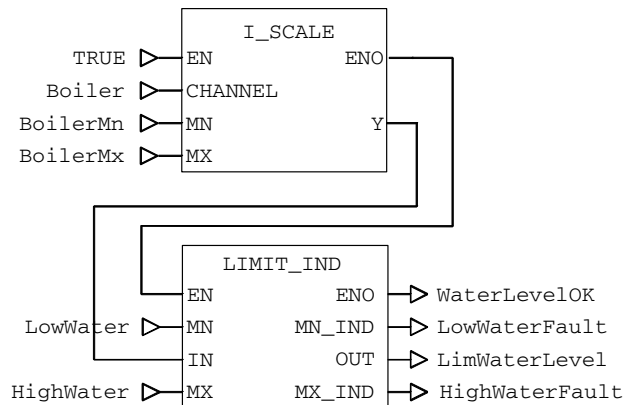 I_SCALE
TRUE EN ENO
Boiler CHANNEL
BoilerMn MN Y
BoilerMx MX
LIMIT_IND
EN ENO WaterLevelOK
LowWater MN MN_IND LowWaterFault
IN OUT LimWaterLevel
HighWater MX MX_IND HighWaterFault